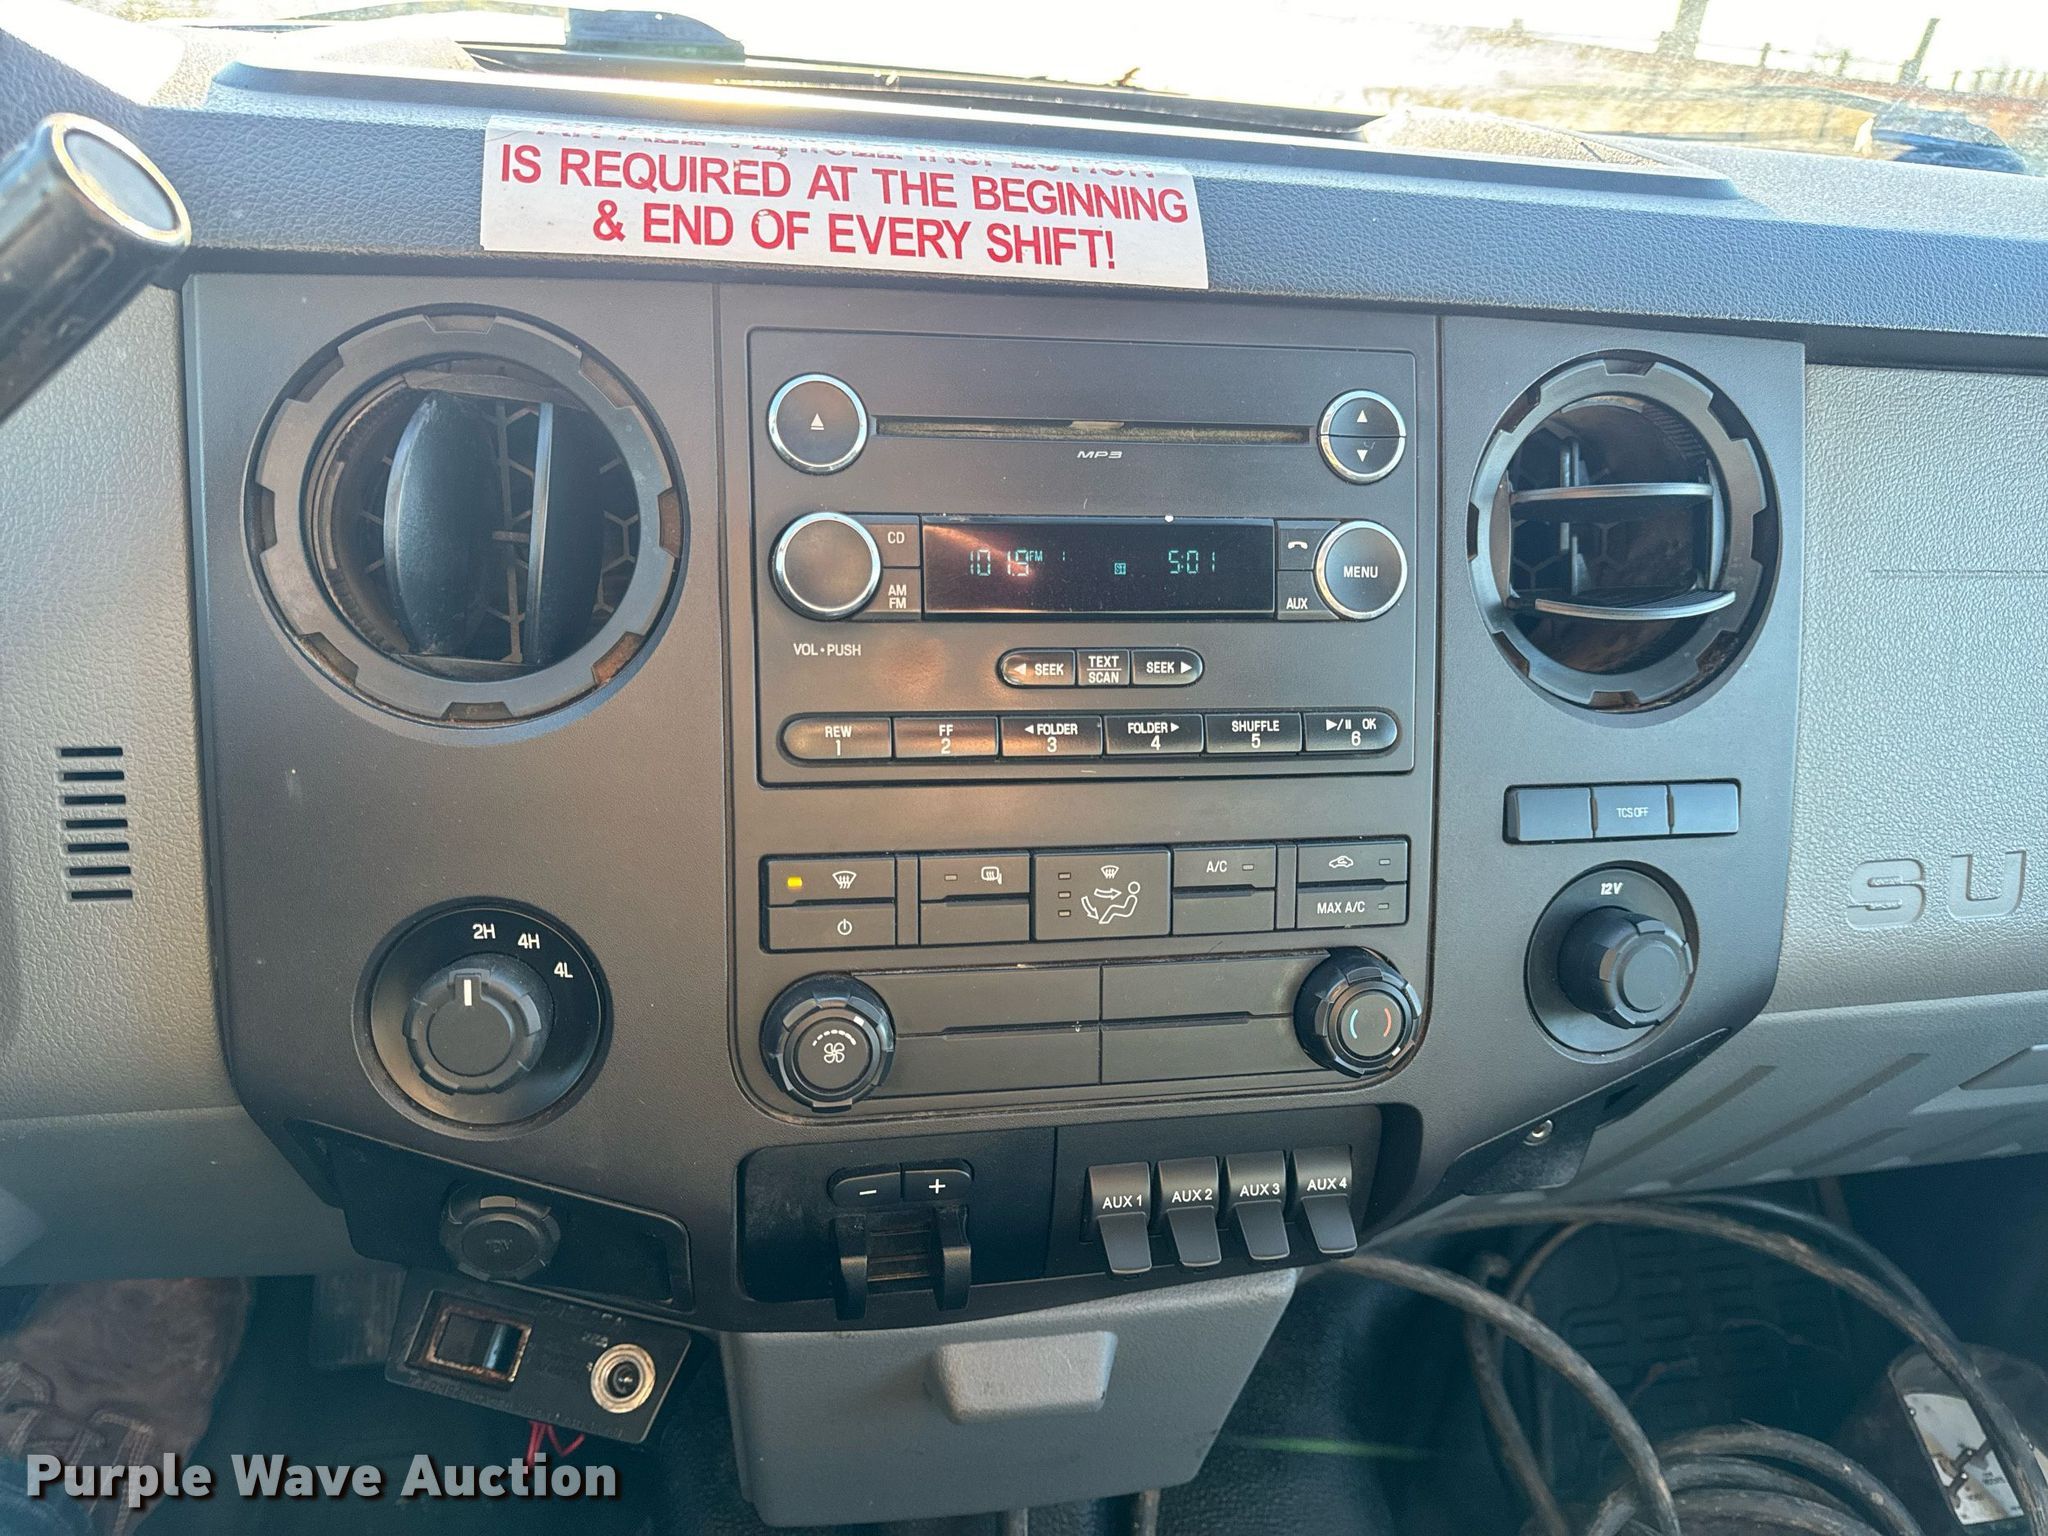 IS REQUIRED AT THE BEGINNING
& END OF EVERY SHIFT!
MP3
CD
101.9 FM 1 ST 5:01
MENU
AM
FM
AUX
VOL • PUSH
SEEK
TEXT
SCAN
SEEK
REW
1
FF
2
FOLDER
3
FOLDER
4
SHUFFLE
5
OK
6
TCS OFF
A/C
MAX A/C
SU
12V
2H
4H
4L
12V
- +
AUX 1
AUX 2
AUX 3
AUX 4
Purple Wave Auction